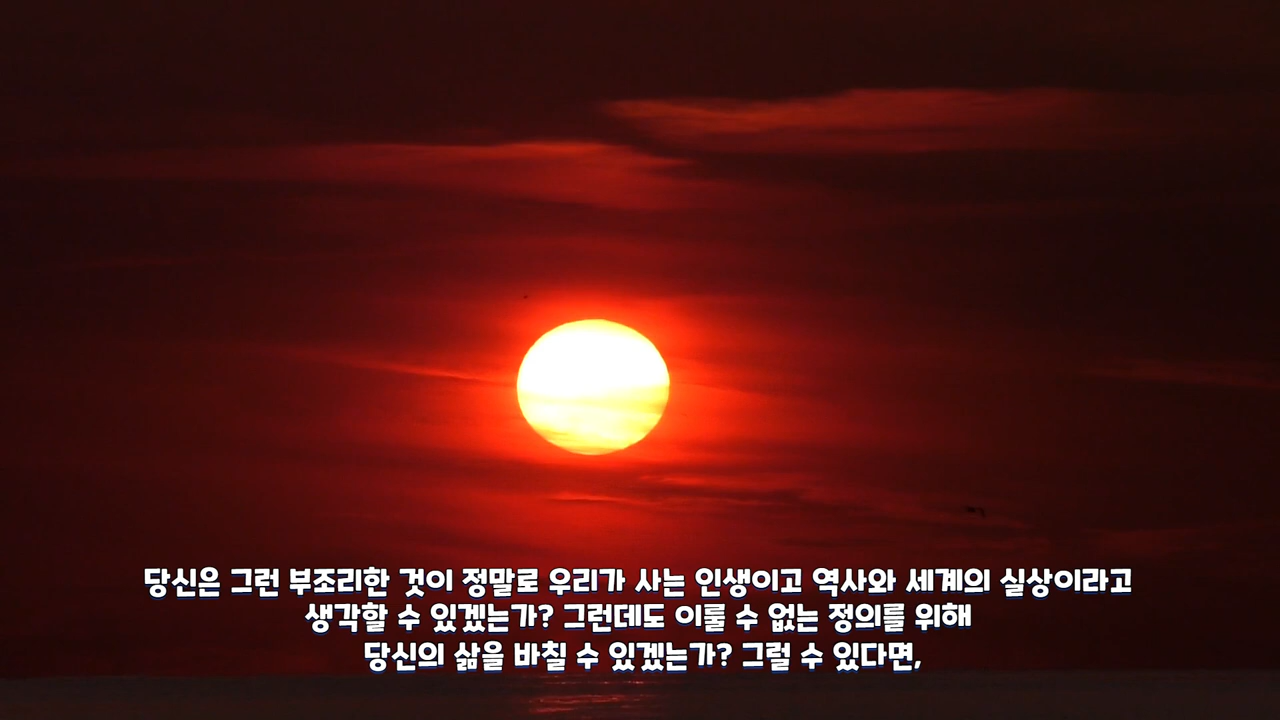 당신은 그런 부조리한 것이 정말로 우리가 사는 인생이고 역사와 세계의 실상이라고
생각할 수 있겠는가? 그런데도 이룰 수 없는 정의를 위해
당신의 삶을 바칠 수 있겠는가? 그럴 수 있다면,